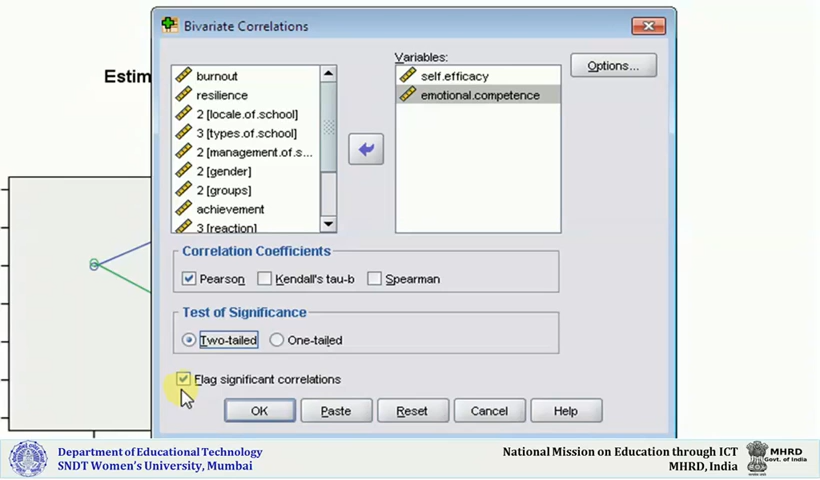 Bivariate Correlations
Estim
Variables:
Options...
burnout
resilience
2 [locale.of.school]
3 [types.of.school]
2 [management.of.s...
2 [gender]
2 [groups]
achievement
3 [reaction]
self.efficacy
emotional.competence
Correlation Coefficients
Pearson Kendall's tau-b Spearman
Test of Significance
Two-tailed One-tailed
Flag significant correlations
OK Paste Reset Cancel Help
Department of Educational Technology
SNDT Women's University, Mumbai
National Mission on Education through ICT
MHRD, India
MHRD
Govt. of India